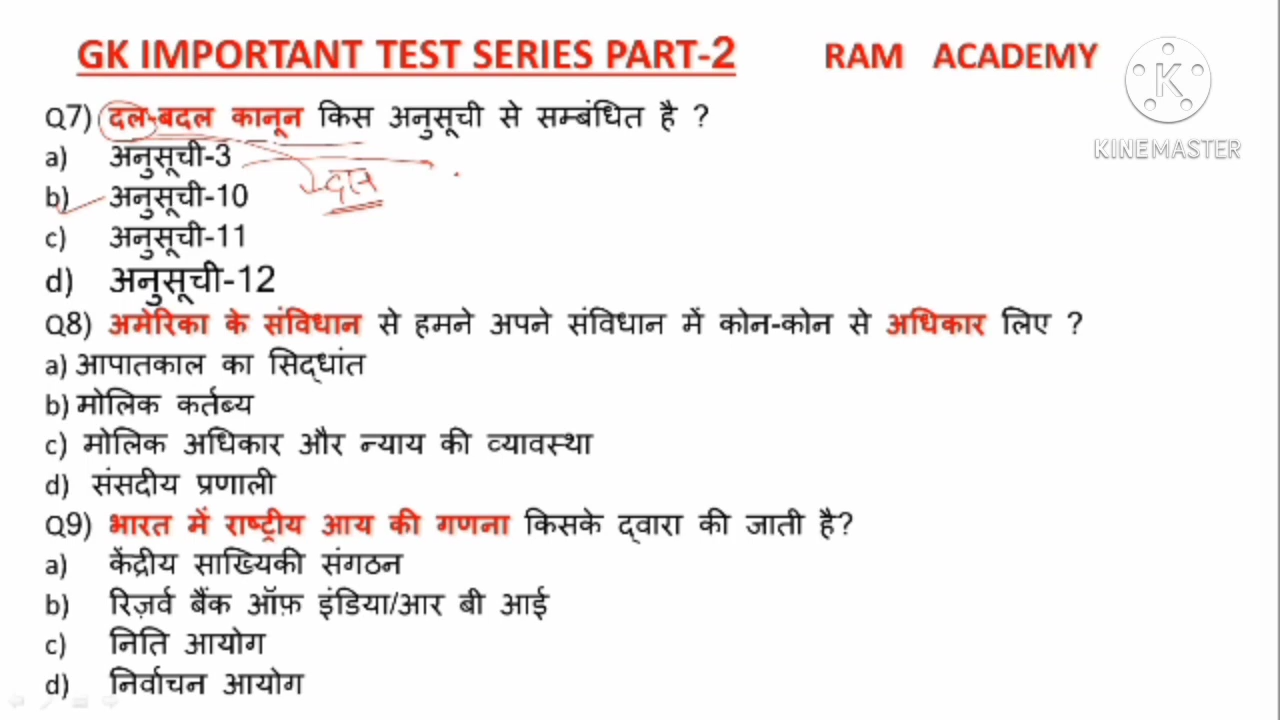 GK IMPORTANT TEST SERIES PART-2 RAM ACADEMY
K
KINEMASTER
Q7) दल-बदल कानून किस अनुसूची से सम्बंधित है ?
a) अनुसूची-3
दल
b) अनुसूची-10
c) अनुसूची-11
d) अनुसूची-12
Q8) अमेरिका के संविधान से हमने अपने संविधान में कोन-कोन से अधिकार लिए ?
a) आपातकाल का सिद्धांत
b) मोलिक कर्तब्य
c) मोलिक अधिकार और न्याय की व्यावस्था
d) संसदीय प्रणाली
Q9) भारत में राष्ट्रीय आय की गणना किसके द्वारा की जाती है?
a) केंद्रीय साख्यिकी संगठन
b) रिज़र्व बैंक ऑफ़ इंडिया/आर बी आई
c) निति आयोग
d) निर्वाचन आयोग